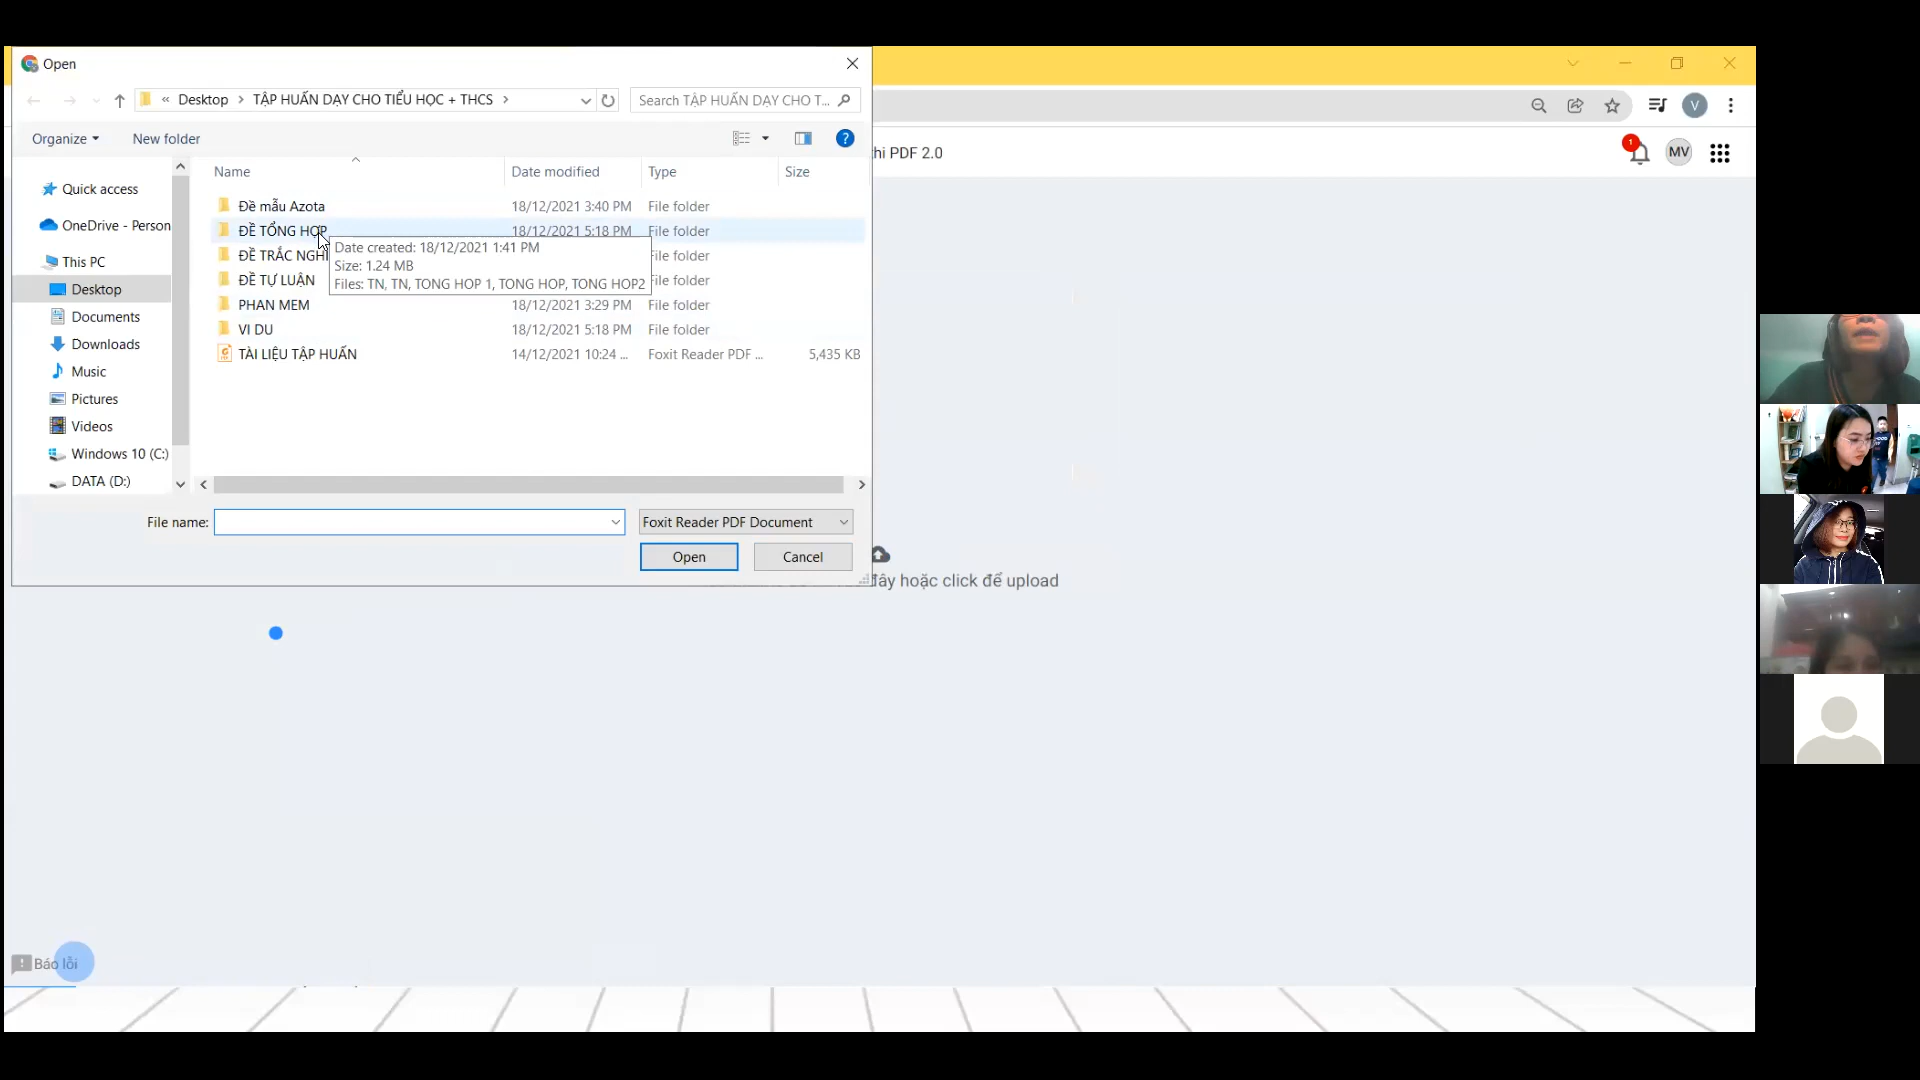 Open
« Desktop > TẬP HUẤN DẠY CHO TIỂU HỌC + THCS >
Search TẬP HUẤN DẠY CHO T...
Organize
New folder
Name
Date modified
Type
Size
Quick access
OneDrive - Person
This PC
Desktop
Documents
Downloads
Music
Pictures
Videos
Windows 10 (C:)
DATA (D:)
Đề mẫu Azota 18/12/2021 3:40 PM File folder
ĐỀ TỔNG HỢP 18/12/2021 5:18 PM File folder
ĐỀ TRẮC NGHI File folder
ĐỀ TỰ LUẬN File folder
PHAN MEM 18/12/2021 3:29 PM File folder
VI DU 18/12/2021 5:18 PM File folder
TÀI LIỆU TẬP HUẤN 14/12/2021 10:24 ... Foxit Reader PDF ... 5,435 KB
Date created: 18/12/2021 1:41 PM
Size: 1.24 MB
Files: TN, TN, TONG HOP 1, TONG HOP, TONG HOP2
File name:
Foxit Reader PDF Document
Open
Cancel
V
thi PDF 2.0
1
MV
đây hoặc click để upload
Báo lỗi